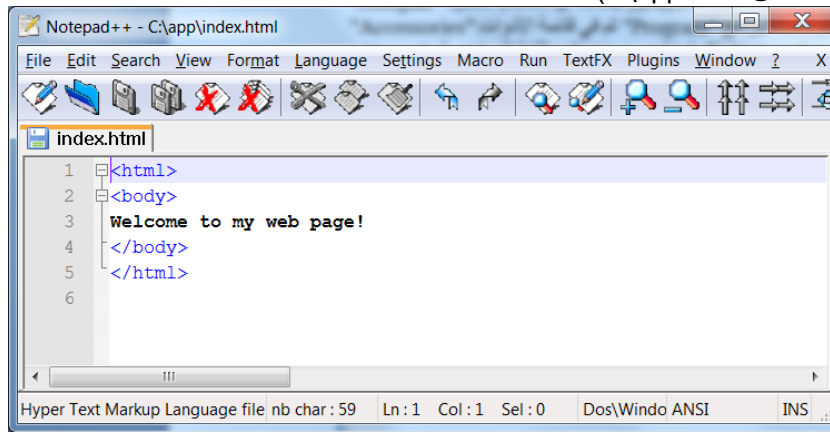 Notepad++ - C:\app\index.html
File Edit Search View Format Language Settings Macro Run TextFX Plugins Window ? X
index.html
1 <html>
2 <body>
3 Welcome to my web page!
4 </body>
5 </html>
6
Hyper Text Markup Language file nb char : 59 Ln : 1 Col : 1 Sel : 0 Dos\Windo ANSI INS